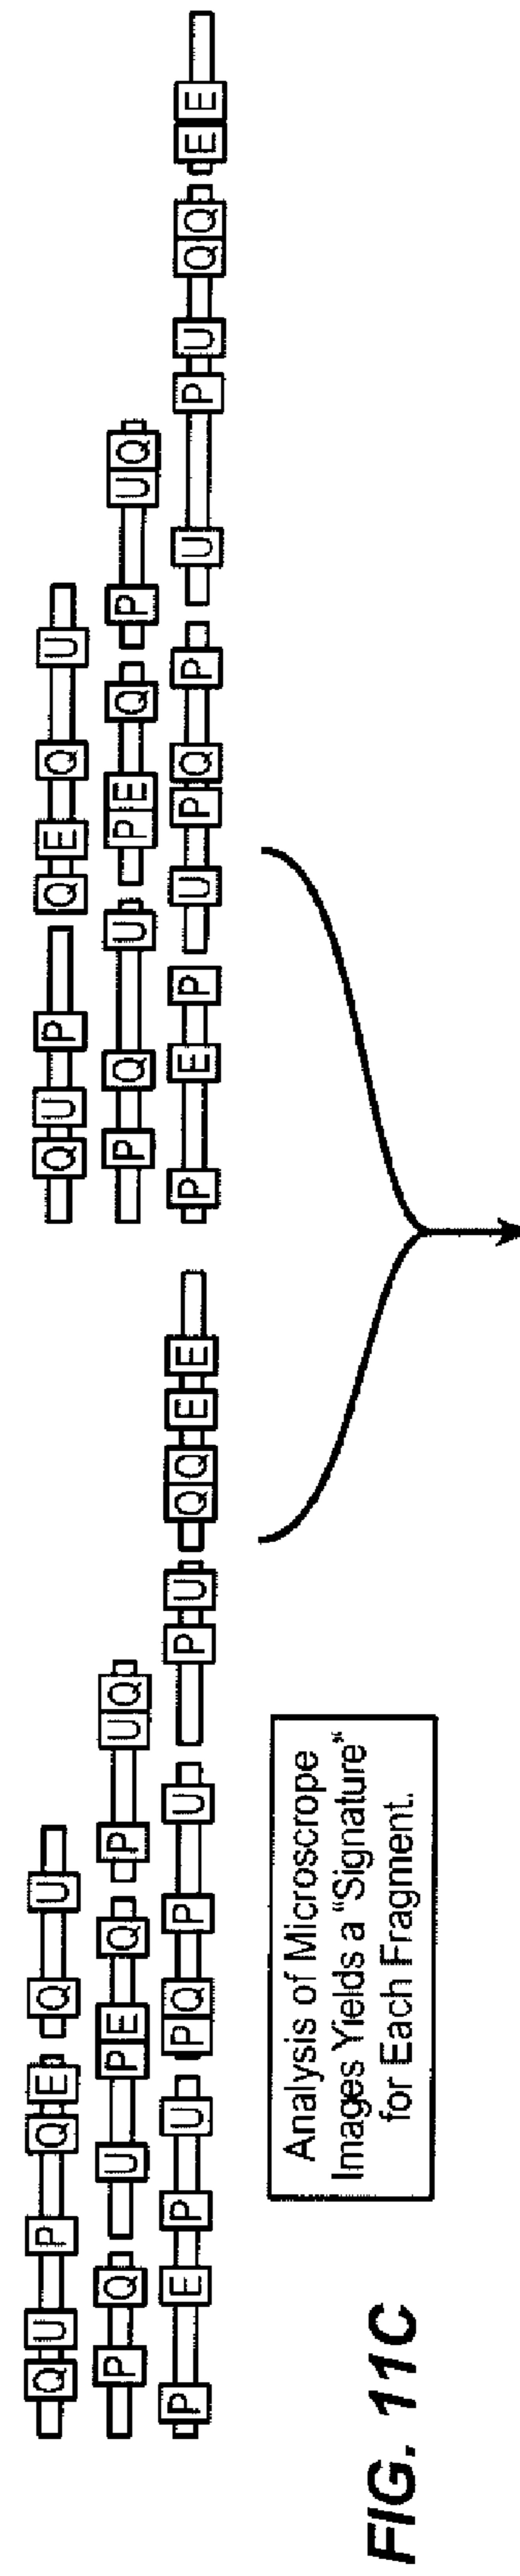 Q U P Q E Q U
P Q U P E Q P U Q
P E P U P Q P U P U Q Q E E
Q U P Q E Q U
P Q U P E Q P U Q
P E P U P Q P U P U Q Q E E
Analysis of Microscrope
Images Yields a "Signature"
for Each Fragment.
FIG. 11C